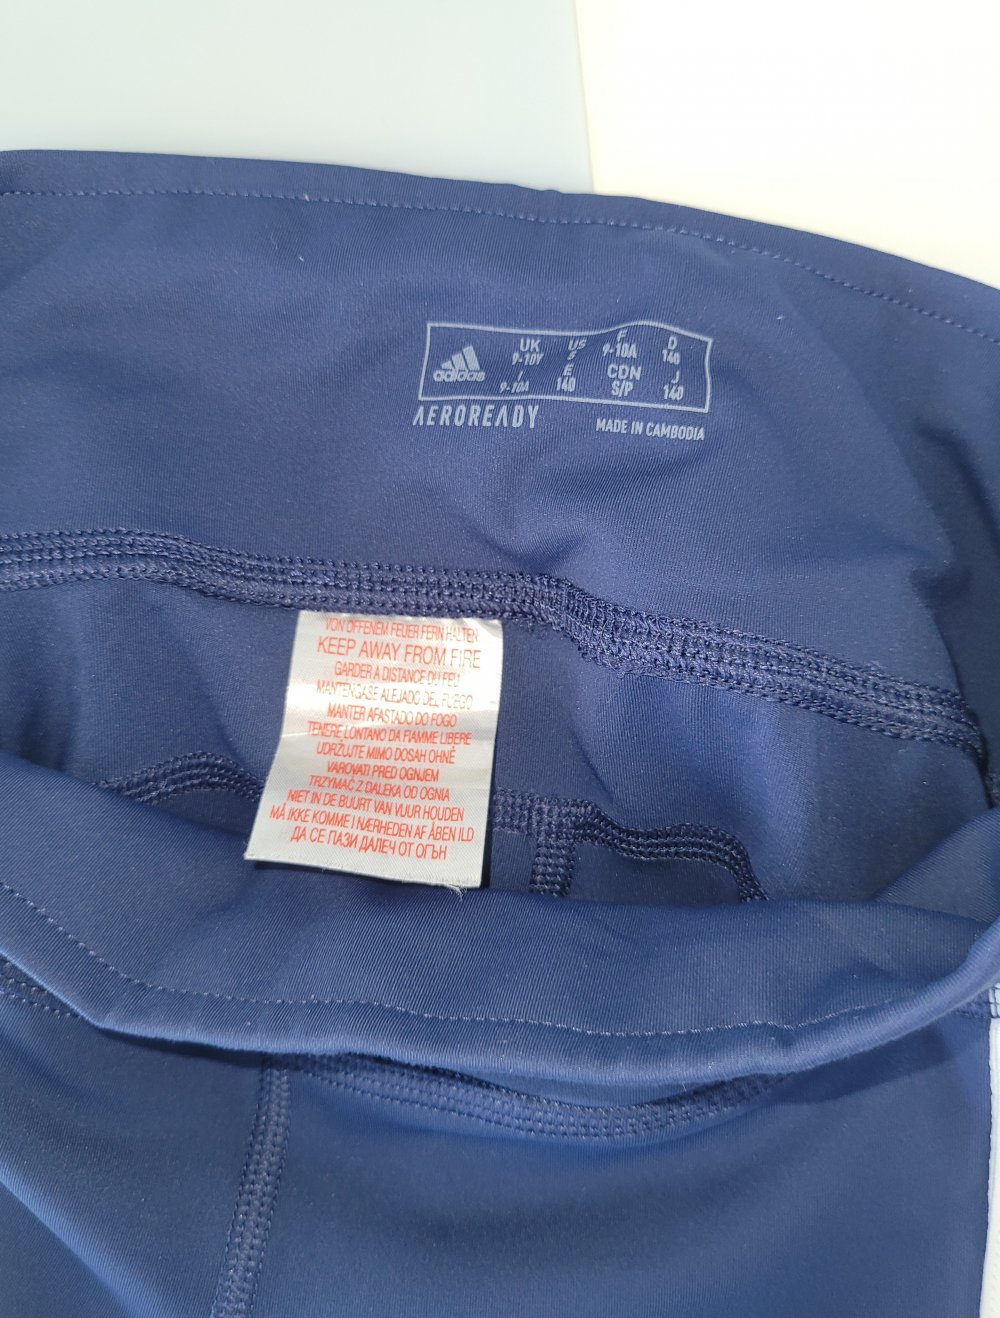 UK US F D
9-10Y S 9-10A 140
adidas
I E CDN J
9-10A 140 S/P 140
AEROREADY
MADE IN CAMBODIA
VON OFFENEM FEUER FERN HALTEN
KEEP AWAY FROM FIRE
GARDER A DISTANCE DU FEU
MANTENGASE ALEJADO DEL FUEGO
MANTER AFASTADO DO FOGO
TENERE LONTANO DA FIAMME LIBERE
UDRŽUJTE MIMO DOSAH OHNĚ
VAROVATI PRED OGNJEM
TRZYMAĆ Z DALEKA OD OGNIA
NIET IN DE BUURT VAN VUUR HOUDEN
MÅ IKKE KOMME I NÆRHEDEN AF ÅBEN ILD
ДА СЕ ПАЗИ ДАЛЕЧ ОТ ОГЪН